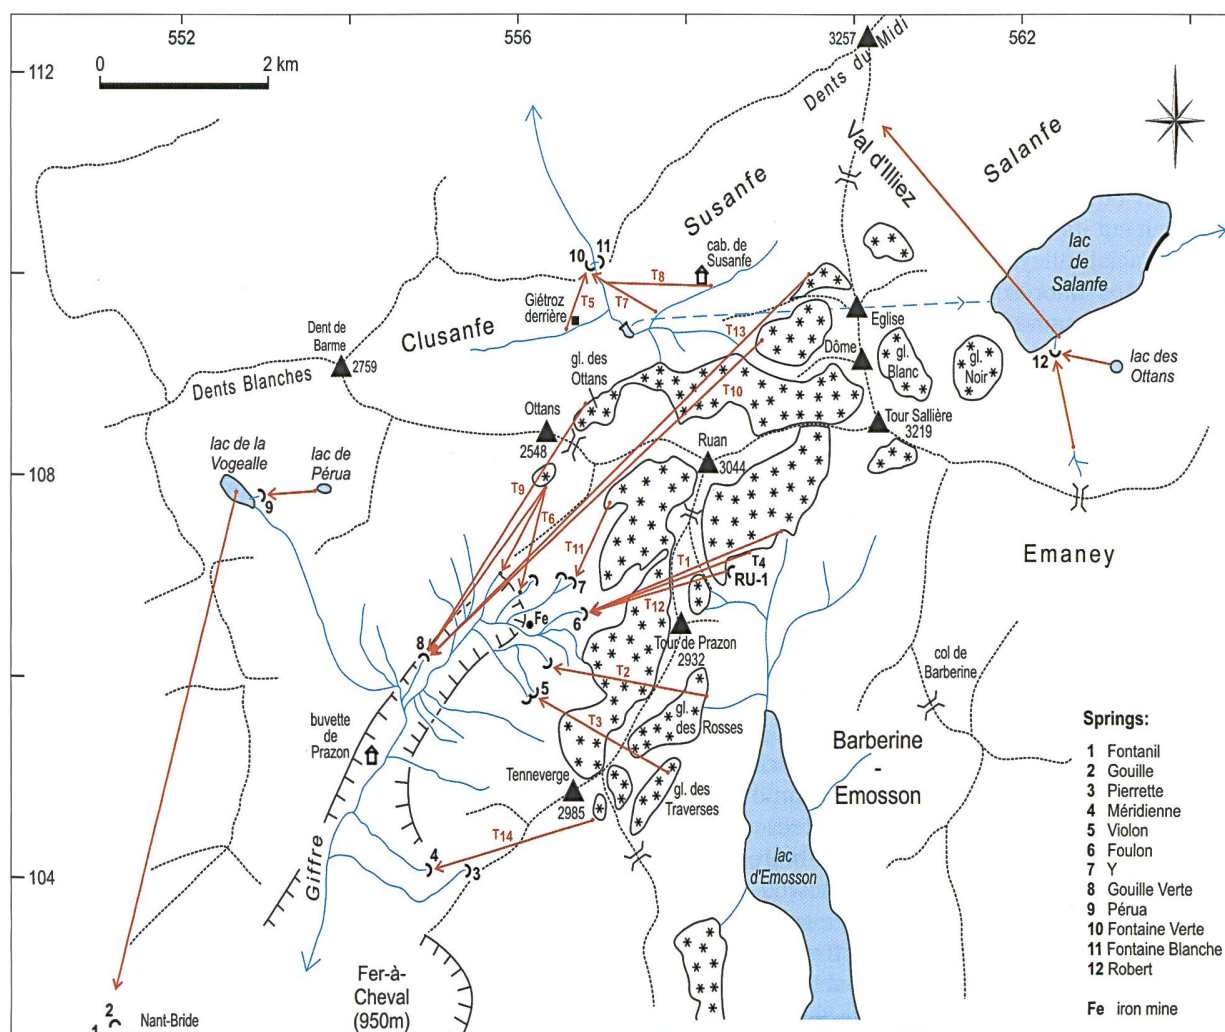 552
556
562
112
108
104
0
2 km
3257
Dents du Midi
Val d'Illiez
Salanfe
Susanfe
lac
de
Salanfe
10
11
cab. de
Susanfe
T8
T5
T7
Giétroz
derrière
Clusanfe
T13
Eglise
Dôme
gl.
Blanc
gl.
Noir
12
lac des
Ottans
Dent de
Barme
2759
Dents Blanches
gl. des
Ottans
T10
Ottans
2548
Ruan
3044
Tour Sallière
3219
lac de la
Vogealle
lac de
Pérua
9
T9
T6
T11
T1
T4
RU-1
T12
Emaney
7
Fe
6
8
Tour de Prazon
2932
T2
col de
Barberine
5
T3
gl.
des Rosses
buvette
de
Prazon
Barberine
-
Emosson
Tenneverge
2985
gl. des
Traverses
T14
4
3
Giffre
lac
d'Emosson
Fer-à-
Cheval
(950m)
2
1
Nant-Bride
Springs:
1 Fontanil
2 Gouille
3 Pierrette
4 Méridienne
5 Violon
6 Foulon
7 Y
8 Gouille Verte
9 Pérua
10 Fontaine Verte
11 Fontaine Blanche
12 Robert
Fe iron mine